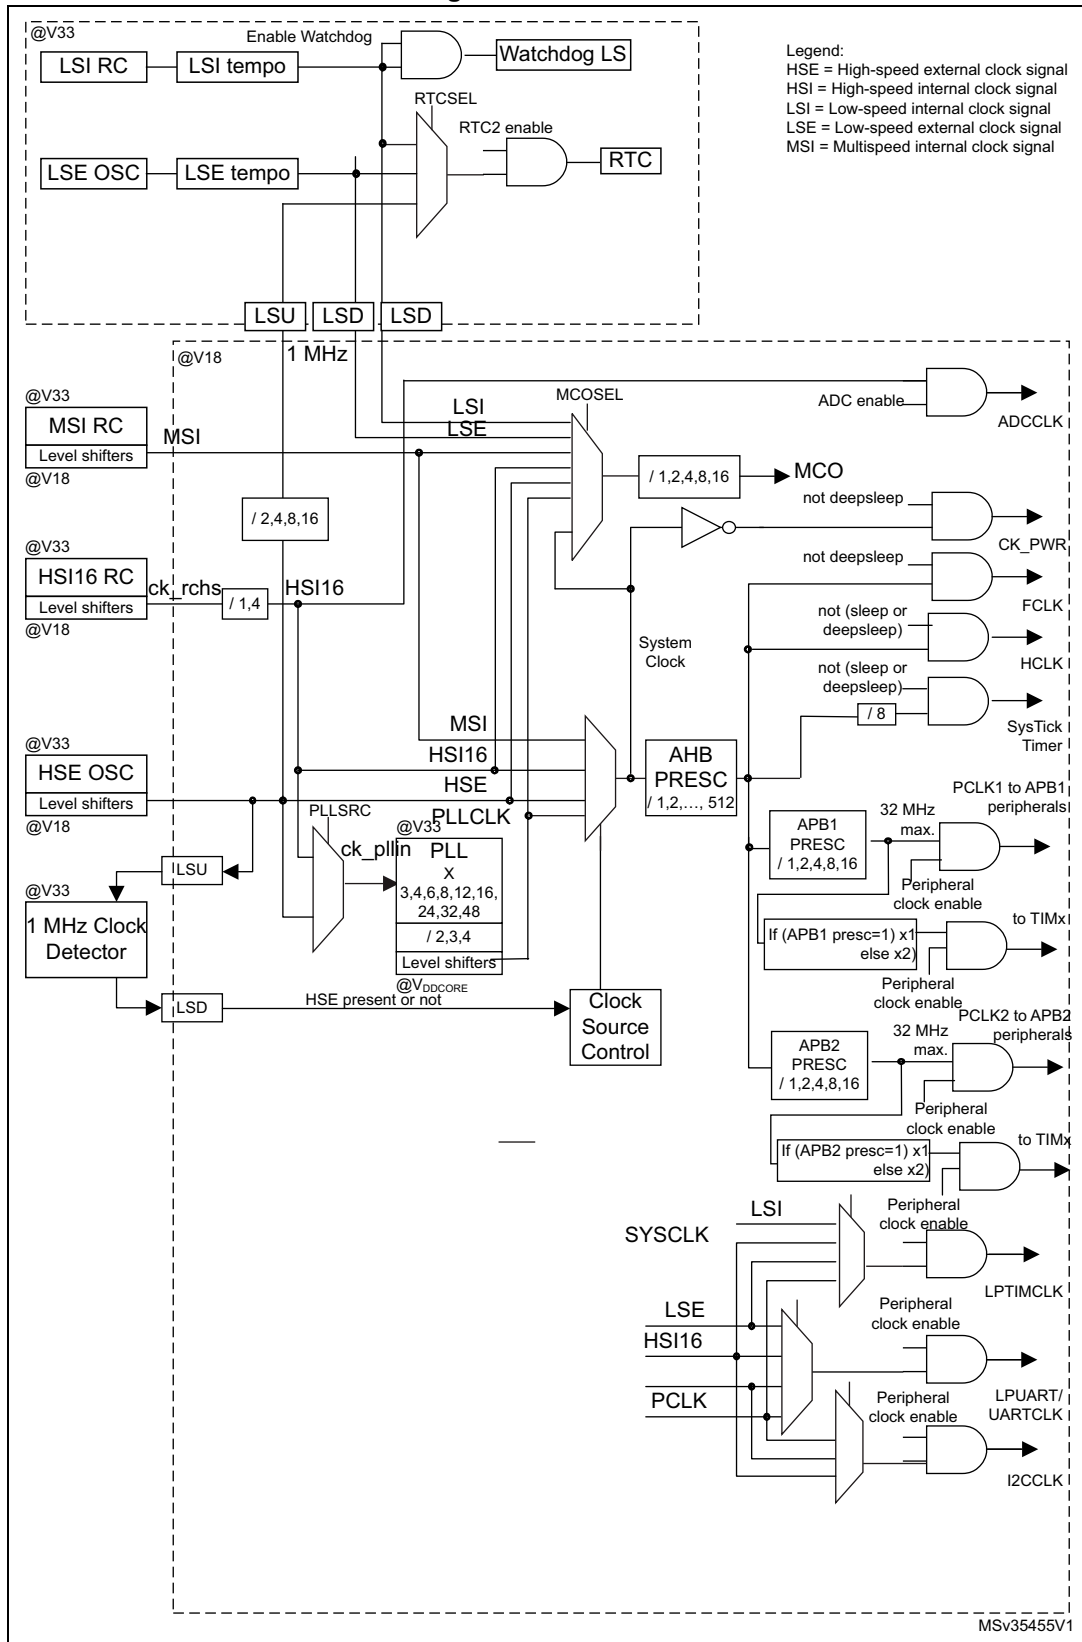 @V33
Enable Watchdog
LSI RC
LSI tempo
Watchdog LS
Legend:
HSE = High-speed external clock signal
HSI = High-speed internal clock signal
LSI = Low-speed internal clock signal
LSE = Low-speed external clock signal
MSI = Multispeed internal clock signal
RTCSEL
RTC2 enable
LSE OSC
LSE tempo
RTC
LSU
LSD
LSD
@V18
1 MHz
@V33
MSI RC
Level shifters
@V18
MSI
LSI
LSE
MCOSEL
ADC enable
ADCCLK
/ 1,2,4,8,16
MCO
/ 2,4,8,16
not deepsleep
CK_PWR
@V33
HSI16 RC
Level shifters
@V18
ck_rchs
/ 1,4
HSI16
not deepsleep
FCLK
not (sleep or
deepsleep)
HCLK
System
Clock
not (sleep or
deepsleep)
/ 8
SysTick
Timer
MSI
HSI16
HSE
PLLCLK
AHB
PRESC
/ 1,2,..., 512
@V33
HSE OSC
Level shifters
@V18
PLLSRC
ck_pllin
@V33
PLL
X
3,4,6,8,12,16,
24,32,48
/ 2,3,4
Level shifters
@VDDCORE
PCLK1 to APB1
peripherals
32 MHz
max.
APB1
PRESC
/ 1,2,4,8,16
Peripheral
clock enable
LSU
@V33
1 MHz Clock
Detector
LSD
HSE present or not
Clock
Source
Control
If (APB1 presc=1) x1
else x2)
to TIMx
Peripheral
clock enable
PCLK2 to APB2
peripherals
32 MHz
max.
APB2
PRESC
/ 1,2,4,8,16
Peripheral
clock enable
If (APB2 presc=1) x1
else x2)
to TIMx
Peripheral
clock enable
LSI
SYSCLK
LPTIMCLK
LSE
HSI16
PCLK
Peripheral
clock enable
LPUART/
UARTCLK
Peripheral
clock enable
I2CCLK
MSv35455V1